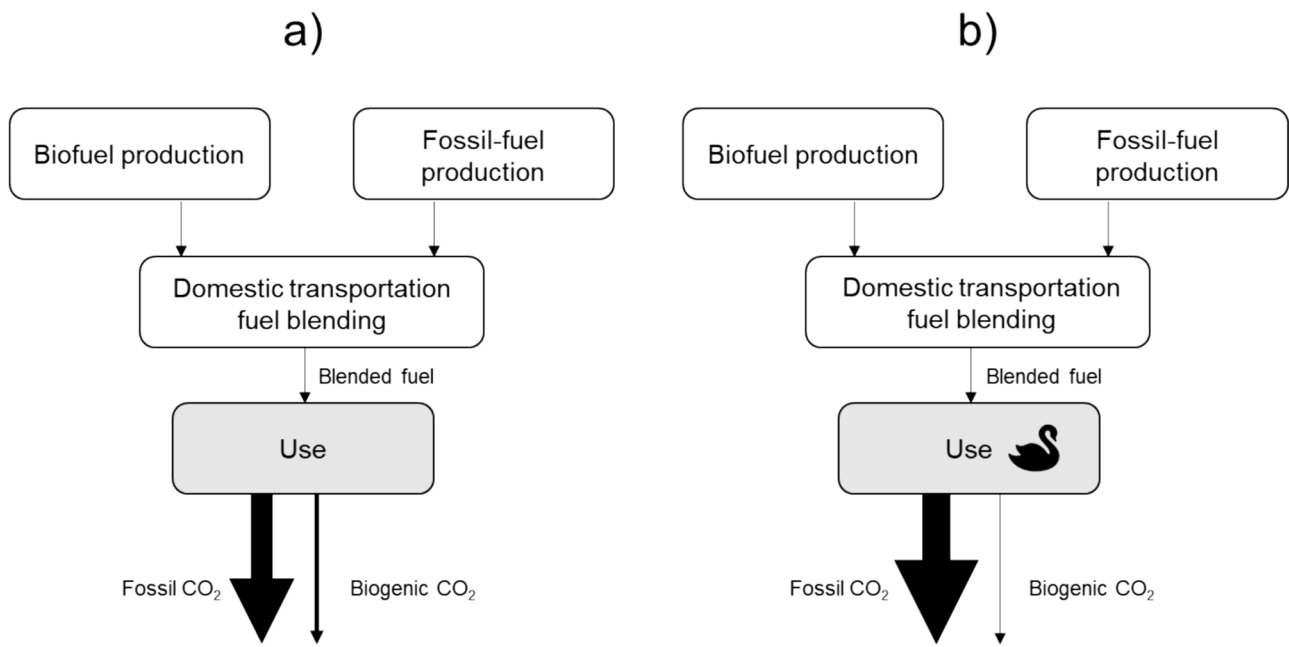 a)
Biofuel production
Fossil-fuel
production
Domestic transportation
fuel blending
Blended fuel
Use
Fossil CO₂
Biogenic CO₂
b)
Biofuel production
Fossil-fuel
production
Domestic transportation
fuel blending
Blended fuel
Use
Fossil CO₂
Biogenic CO₂